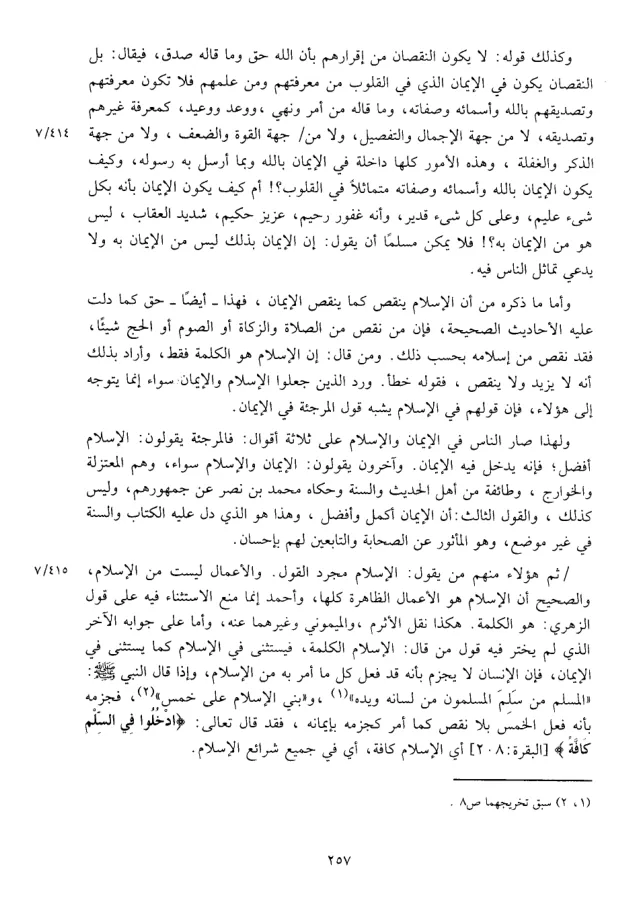 وكذلك قوله: لا يكون النقصان من إقرارهم بأن الله حق وما قاله صدق، فيقال: بل
النقصان يكون في الإيمان الذي في القلوب من معرفتهم ومن علمهم فلا تكون معرفتهم
وتصديقهم بالله وأسمائه وصفاته، وما قاله من أمر ونهي ،ووعد ووعيد، كمعرفة غيرهم
وتصديقه، لا من جهة الإجمال والتفصيل، ولا من/ جهة القوة والضعف ، ولا من جهة ٧/٤١٤
الذكر والغفلة ، وهذه الأمور كلها داخلة في الإيمان بالله وبما أرسل به رسوله، وكيف
يكون الإيمان بالله وأسمائه وصفاته متماثلاً في القلوب؟! أم كيف يكون الإيمان بأنه بكل
شىء عليم، وعلى كل شىء قدير، وأنه غفور رحيم، عزيز حكيم، شديد العقاب ، ليس
هو من الإيمان به؟! فلا يمكن مسلمًا أن يقول: إن الإيمان بذلك ليس من الإيمان به ولا
يدعي تماثل الناس فيه.
وأما ما ذكره من أن الإسلام ينقص كما ينقص الإيمان ، فهذا ـ أيضًا ـ حق كما دلت
عليه الأحاديث الصحيحة، فإن من نقص من الصلاة والزكاة أو الصوم أو الحج شيئًا،
فقد نقص من إسلامه بحسب ذلك. ومن قال: إن الإسلام هو الكلمة فقط، وأراد بذلك
أنه لا يزيد ولا ينقص ، فقوله خطأ. ورد الذين جعلوا الإسلام والإيمان سواء إنما يتوجه
إلى هؤلاء، فإن قولهم في الإسلام يشبه قول المرجئة في الإيمان.
ولهذا صار الناس في الإيمان والإسلام على ثلاثة أقوال: فالمرجئة يقولون: الإسلام
أفضل؛ فإنه يدخل فيه الإيمان. وآخرون يقولون: الإيمان والإسلام سواء، وهم المعتزلة
والخوارج ، وطائفة من أهل الحديث والسنة وحكاه محمد بن نصر عن جمهورهم، وليس
كذلك ، والقول الثالث:أن الإيمان أكمل وأفضل ، وهذا هو الذي دل عليه الكتاب والسنة
في غير موضع، وهو المأثور عن الصحابة والتابعين لهم بإحسان.
/ ثم هؤلاء منهم من يقول: الإسلام مجرد القول. والأعمال ليست من الإسلام، ٧/٤١٥
والصحيح أن الإسلام هو الأعمال الظاهرة كلها، وأحمد إنما منع الاستثناء فيه على قول
الزهري: هو الكلمة. هكذا نقل الأثرم ،والميموني وغيرهما عنه، وأما على جوابه الآخر
الذي لم يختر فيه قول من قال: الإسلام الكلمة، فيستثنى في الإسلام كما يستثنى في
الإيمان، فإن الإنسان لا يجزم بأنه قد فعل كل ما أمر به من الإسلام، وإذا قال النبي ﷺ:
«المسلم من سَلِمَ المسلمون من لسانه ويده»(١) ،و«بني الإسلام على خمس»(٢)، فجزمه
بأنه فعل الخمس بلا نقص كما أمر كجزمه بإيمانه ، فقد قال تعالى: ﴿ادْخُلُوا فِي السِّلْمِ
كَافَّةً﴾ [البقرة:٢٠٨] أي الإسلام كافة، أي في جميع شرائع الإسلام.
(١، ٢) سبق تخريجهما ص٨ .
٢٥٧